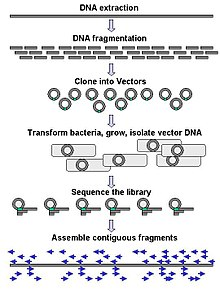 DNA extraction
DNA fragmentation
Clone into Vectors
Transform bacteria, grow, isolate vector DNA
Sequence the library
Assemble contiguous fragments